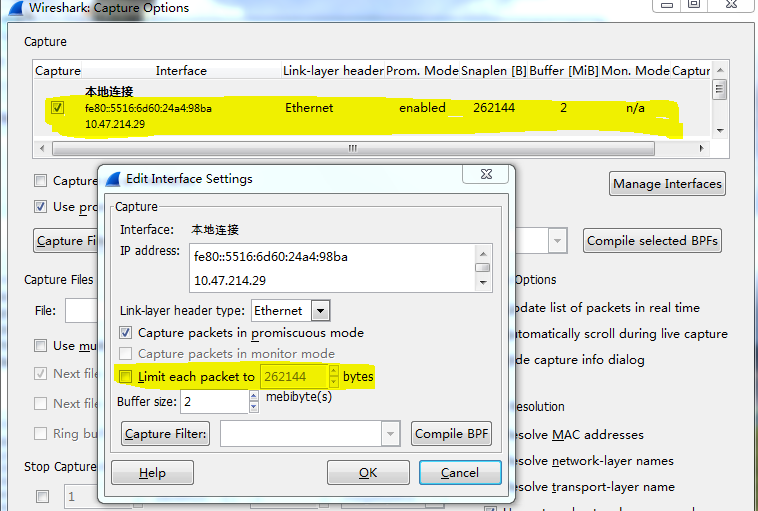 Wireshark: Capture Options
Capture
Capture Interface Link-layer header Prom. Mode Snaplen [B] Buffer [MiB] Mon. Mode Captur
本地连接
fe80::5516:6d60:24a4:98ba Ethernet enabled 262144 2 n/a
10.47.214.29
Capture
Manage Interfaces
Use pro
Capture Fi
Compile selected BPFs
Capture Files
Options
File:
pdate list of packets in real time
utomatically scroll during live capture
Use mu
de capture info dialog
Next file
Next file
esolution
Ring bu
esolve MAC addresses
esolve network-layer names
Stop Capture
esolve transport-layer name
1
Edit Interface Settings
Capture
Interface: 本地连接
IP address: fe80::5516:6d60:24a4:98ba
10.47.214.29
Link-layer header type: Ethernet
Capture packets in promiscuous mode
Capture packets in monitor mode
Limit each packet to 262144 bytes
Buffer size: 2 mebibyte(s)
Capture Filter: Compile BPF
Help OK Cancel